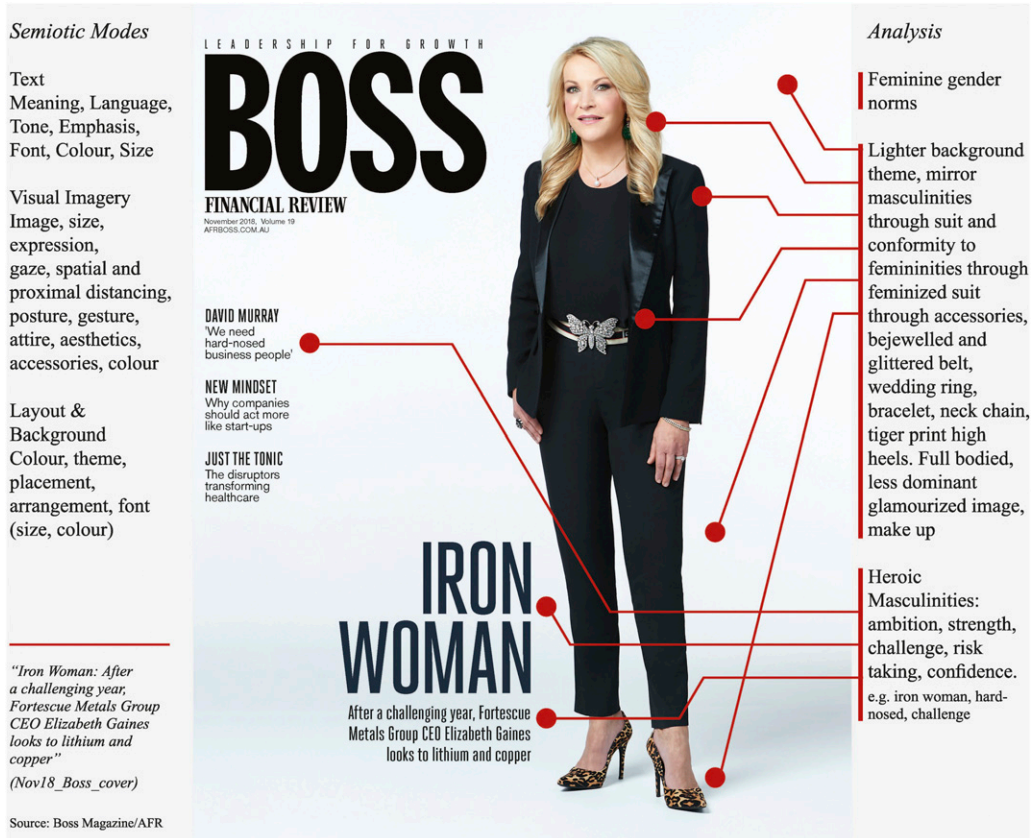 Semiotic Modes
Text
Meaning, Language,
Tone, Emphasis,
Font, Colour, Size
Visual Imagery
Image, size,
expression,
gaze, spatial and
proximal distancing,
posture, gesture,
attire, aesthetics,
accessories, colour
Layout &
Background
Colour, theme,
placement,
arrangement, font
(size, colour)
“Iron Woman: After
a challenging year,
Fortescue Metals Group
CEO Elizabeth Gaines
looks to lithium and
copper”
(Nov18_Boss_cover)
Source: Boss Magazine/AFR
LEADERSHIP FOR GROWTH
BOSS
FINANCIAL REVIEW
November 2018, Volume 19
AFRBOSS.COM.AU
DAVID MURRAY
'We need
hard-nosed
business people'
NEW MINDSET
Why companies
should act more
like start-ups
JUST THE TONIC
The disruptors
transforming
healthcare
IRON
WOMAN
After a challenging year, Fortescue
Metals Group CEO Elizabeth Gaines
looks to lithium and copper
Analysis
Feminine gender
norms
Lighter background
theme, mirror
masculinities
through suit and
conformity to
femininities through
feminized suit
through accessories,
bejewelled and
glittered belt,
wedding ring,
bracelet, neck chain,
tiger print high
heels. Full bodied,
less dominant
glamourized image,
make up
Heroic
Masculinities:
ambition, strength,
challenge, risk
taking, confidence.
e.g. iron woman, hard-
nosed, challenge